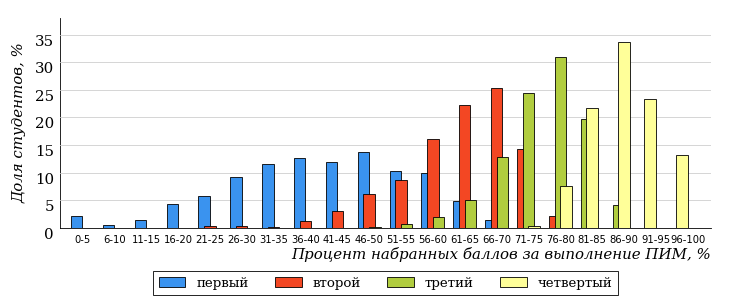 Доля студентов, %
35
30
25
20
15
10
5
0
0-5 6-10 11-15 16-20 21-25 26-30 31-35 36-40 41-45 46-50 51-55 56-60 61-65 66-70 71-75 76-80 81-85 86-90 91-95 96-100
Процент набранных баллов за выполнение ПИМ, %
первый второй третий четвертый